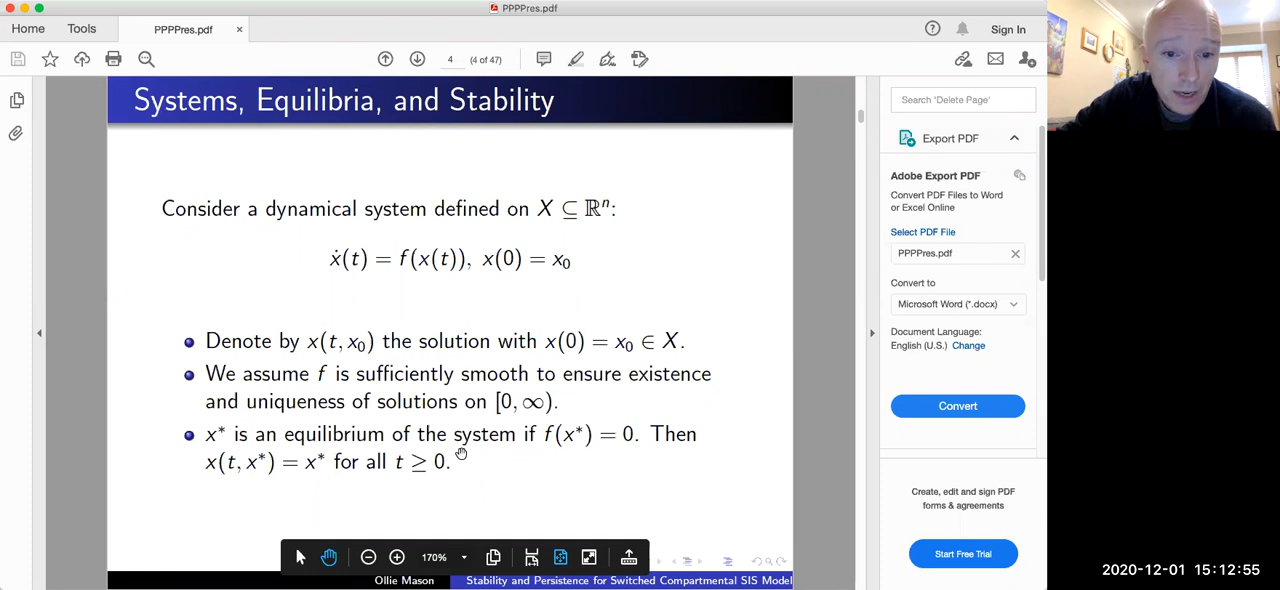 PPPPres.pdf
Home
Tools
PPPPres.pdf
Sign In
4
(4 of 47)
Systems, Equilibria, and Stability
Consider a dynamical system defined on X ⊆ ℝⁿ:
ẋ(t) = f(x(t)), x(0) = x₀
Denote by x(t, x₀) the solution with x(0) = x₀ ∈ X.
We assume f is sufficiently smooth to ensure existence
and uniqueness of solutions on [0, ∞).
x* is an equilibrium of the system if f(x*) = 0. Then
x(t, x*) = x* for all t ≥ 0.
170%
Ollie Mason
Stability and Persistence for Switched Compartmental SIS Model
Search 'Delete Page'
Export PDF
Adobe Export PDF
Convert PDF Files to Word
or Excel Online
Select PDF File
PPPPres.pdf
Convert to
Microsoft Word (*.docx)
Document Language:
English (U.S.) Change
Convert
Create, edit and sign PDF
forms & agreements
Start Free Trial
2020-12-01 15:12:55